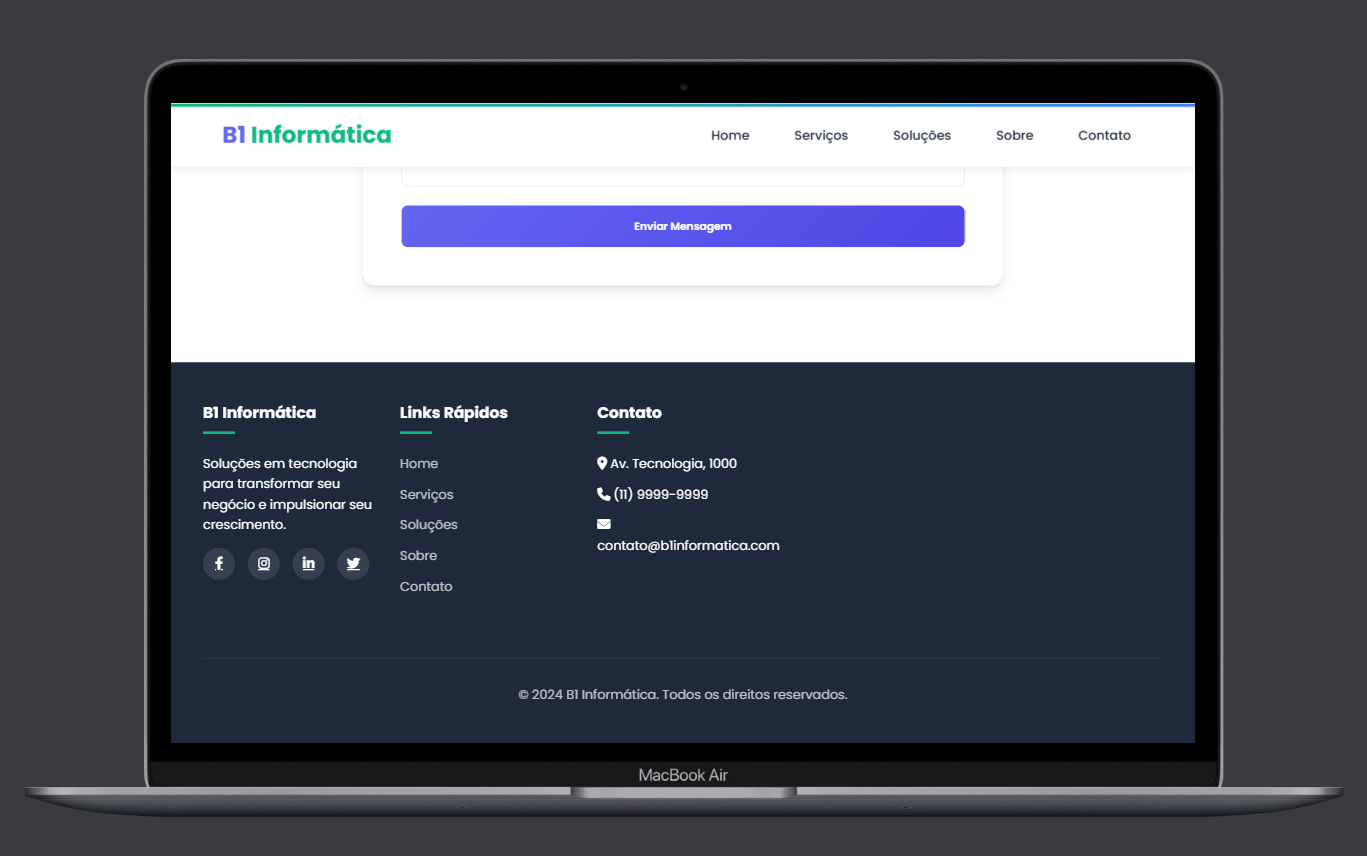 B1 Informática
Home
Serviços
Soluções
Sobre
Contato
Enviar Mensagem
B1 Informática
Soluções em tecnologia
para transformar seu
negócio e impulsionar seu
crescimento.
Links Rápidos
Home
Serviços
Soluções
Sobre
Contato
Contato
Av. Tecnologia, 1000
(11) 9999-9999
contato@b1informatica.com
© 2024 B1 Informática. Todos os direitos reservados.
MacBook Air